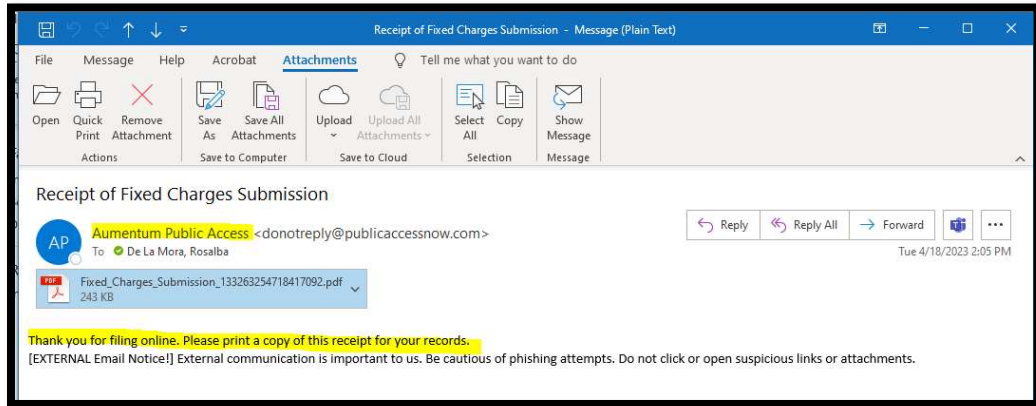 Receipt of Fixed Charges Submission - Message (Plain Text)
File Message Help Acrobat Attachments Tell me what you want to do
Open Quick Print Remove Attachment Save As Save All Attachments Upload Upload All Attachments Select All Copy Show Message
Actions Save to Computer Save to Cloud Selection Message
Receipt of Fixed Charges Submission
AP
Aumentum Public Access <donotreply@publicaccessnow.com>
To De La Mora, Rosalba
Reply Reply All Forward
Tue 4/18/2023 2:05 PM
PDF
Fixed_Charges_Submission_133263254718417092.pdf
243 KB
Thank you for filing online. Please print a copy of this receipt for your records.
[EXTERNAL Email Notice!] External communication is important to us. Be cautious of phishing attempts. Do not click or open suspicious links or attachments.